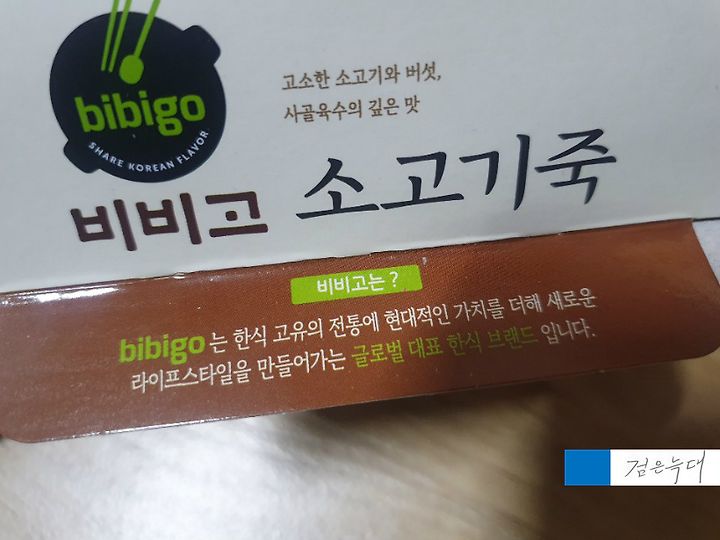 bibigo
SHARE KOREAN FLAVOR
고소한 소고기와 버섯,
사골육수의 깊은 맛
비비고 소고기죽
비비고는 ?
bibigo는 한식 고유의 전통에 현대적인 가치를 더해 새로운
라이프스타일을 만들어가는 글로벌 대표 한식 브랜드 입니다.
검은늑대